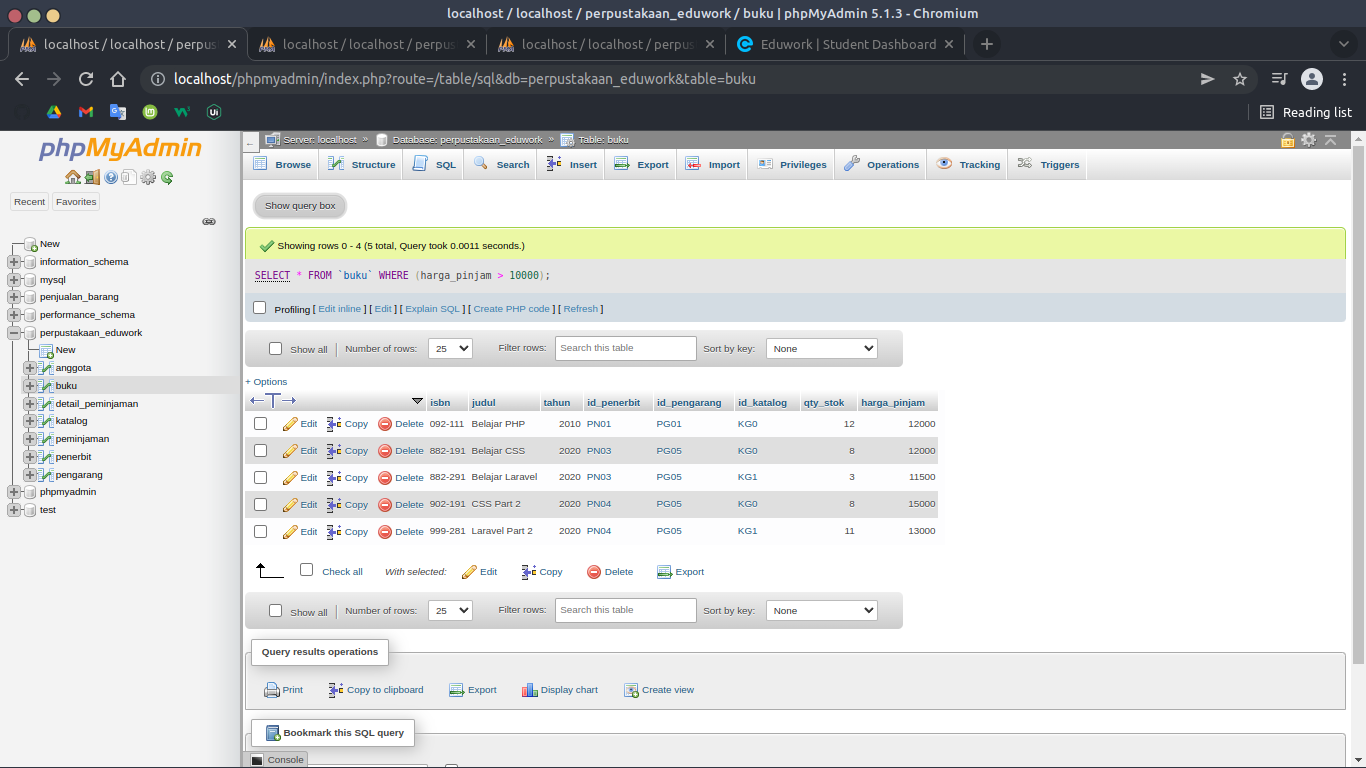 localhost / localhost / perpustakaan_eduwork / buku | phpMyAdmin 5.1.3 - Chromium
localhost / localhost / perpus localhost / localhost / perpus localhost / localhost / perpus Eduwork | Student Dashboard
localhost/phpmyadmin/index.php?route=/table/sql&db=perpustakaan_eduwork&table=buku
Reading list
phpMyAdmin
Recent Favorites
New
information_schema
mysql
penjualan_barang
performance_schema
perpustakaan_eduwork
New
anggota
buku
detail_peminjaman
katalog
peminjaman
penerbit
pengarang
phpmyadmin
test
Server: localhost » Database: perpustakaan_eduwork » Table: buku
Browse Structure SQL Search Insert Export Import Privileges Operations Tracking Triggers
Show query box
Showing rows 0 - 4 (5 total, Query took 0.0011 seconds.)
SELECT * FROM `buku` WHERE (harga_pinjam > 10000);
Profiling [ Edit inline ] [ Edit ] [ Explain SQL ] [ Create PHP code ] [ Refresh ]
Show all | Number of rows: 25 Filter rows: Search this table Sort by key: None
+ Options
isbn judul tahun id_penerbit id_pengarang id_katalog qty_stok harga_pinjam
Edit Copy Delete 092-111 Belajar PHP 2010 PN01 PG01 KG0 12 12000
Edit Copy Delete 882-191 Belajar CSS 2020 PN03 PG05 KG0 8 12000
Edit Copy Delete 882-291 Belajar Laravel 2020 PN03 PG05 KG1 3 11500
Edit Copy Delete 902-191 CSS Part 2 2020 PN04 PG05 KG0 8 15000
Edit Copy Delete 999-281 Laravel Part 2 2020 PN04 PG05 KG1 11 13000
Check all With selected: Edit Copy Delete Export
Show all | Number of rows: 25 Filter rows: Search this table Sort by key: None
Query results operations
Print Copy to clipboard Export Display chart Create view
Bookmark this SQL query
Console